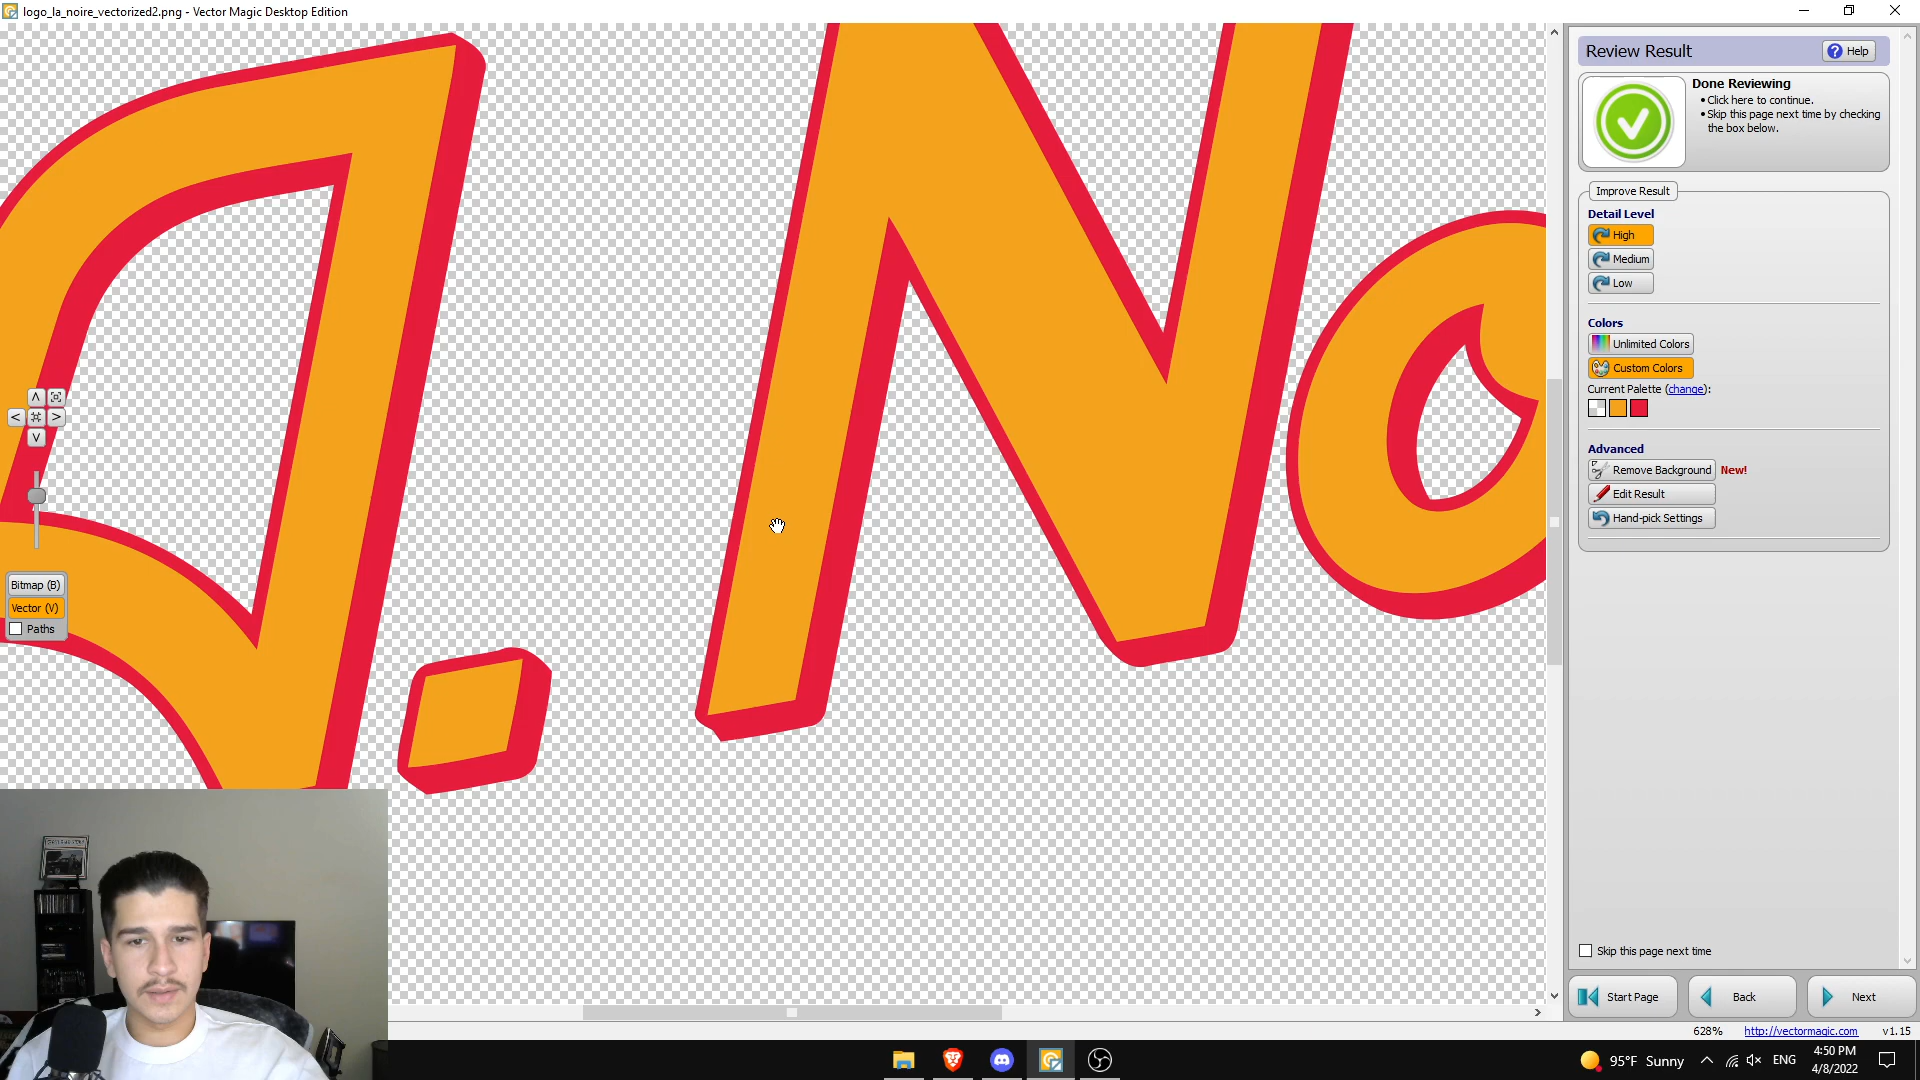 logo_la_noire_vectorized2.png - Vector Magic Desktop Edition
A. No
Bitmap (B)
Vector (V)
Paths
Review Result
Help
Done Reviewing
• Click here to continue.
• Skip this page next time by checking
the box below.
Improve Result
Detail Level
High
Medium
Low
Colors
Unlimited Colors
Custom Colors
Current Palette (change):
Advanced
Remove Background New!
Edit Result
Hand-pick Settings
Skip this page next time
Start Page
Back
Next
628% http://vectormagic.com v1.15
95°F Sunny
ENG
4:50 PM
4/8/2022